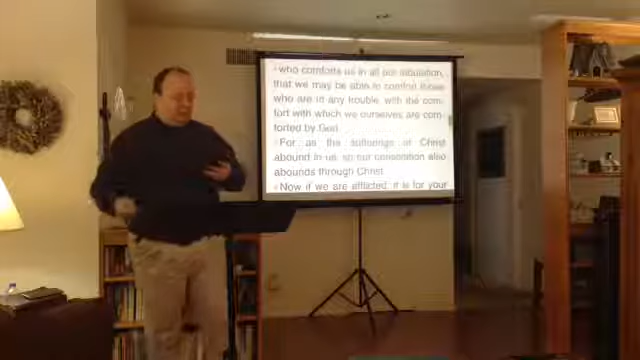 who comforts us in all our tribulation,
that we may be able to comfort those
who are in any trouble, with the com-
fort with which we ourselves are com-
forted by God.
For as the sufferings of Christ
abound in us, so our consolation also
abounds through Christ.
Now if we are afflicted, it is for your